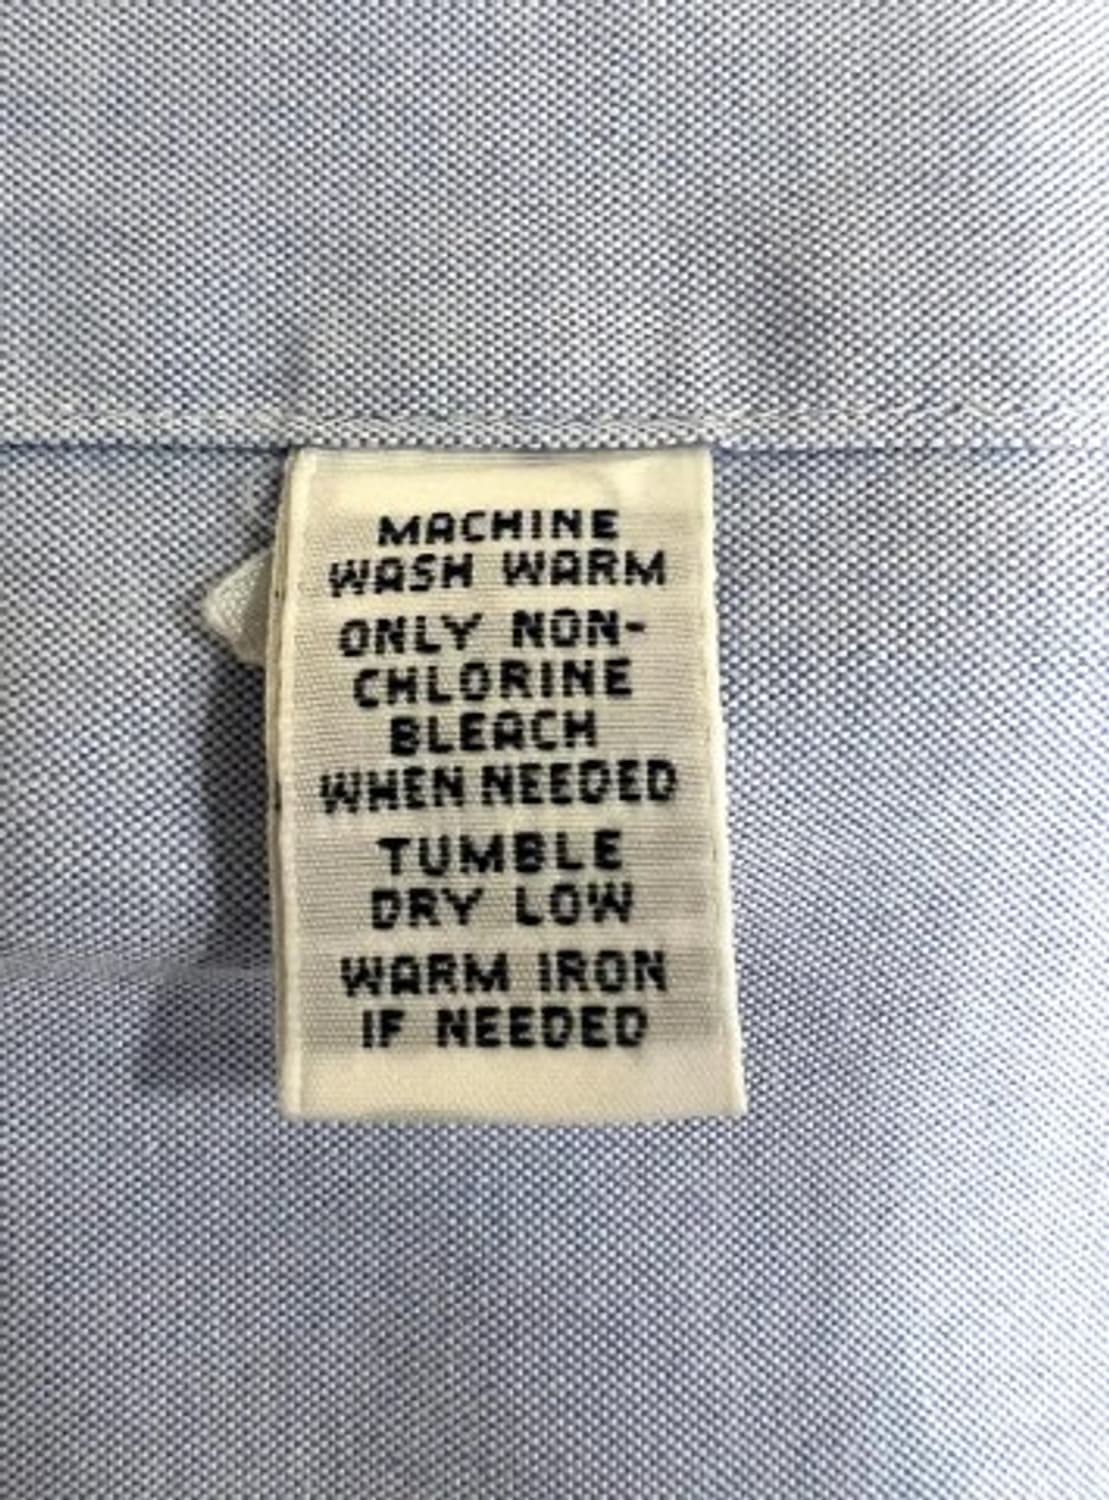 MACHINE
WASH WARM
ONLY NON-
CHLORINE
BLEACH
WHEN NEEDED
TUMBLE
DRY LOW
WARM IRON
IF NEEDED